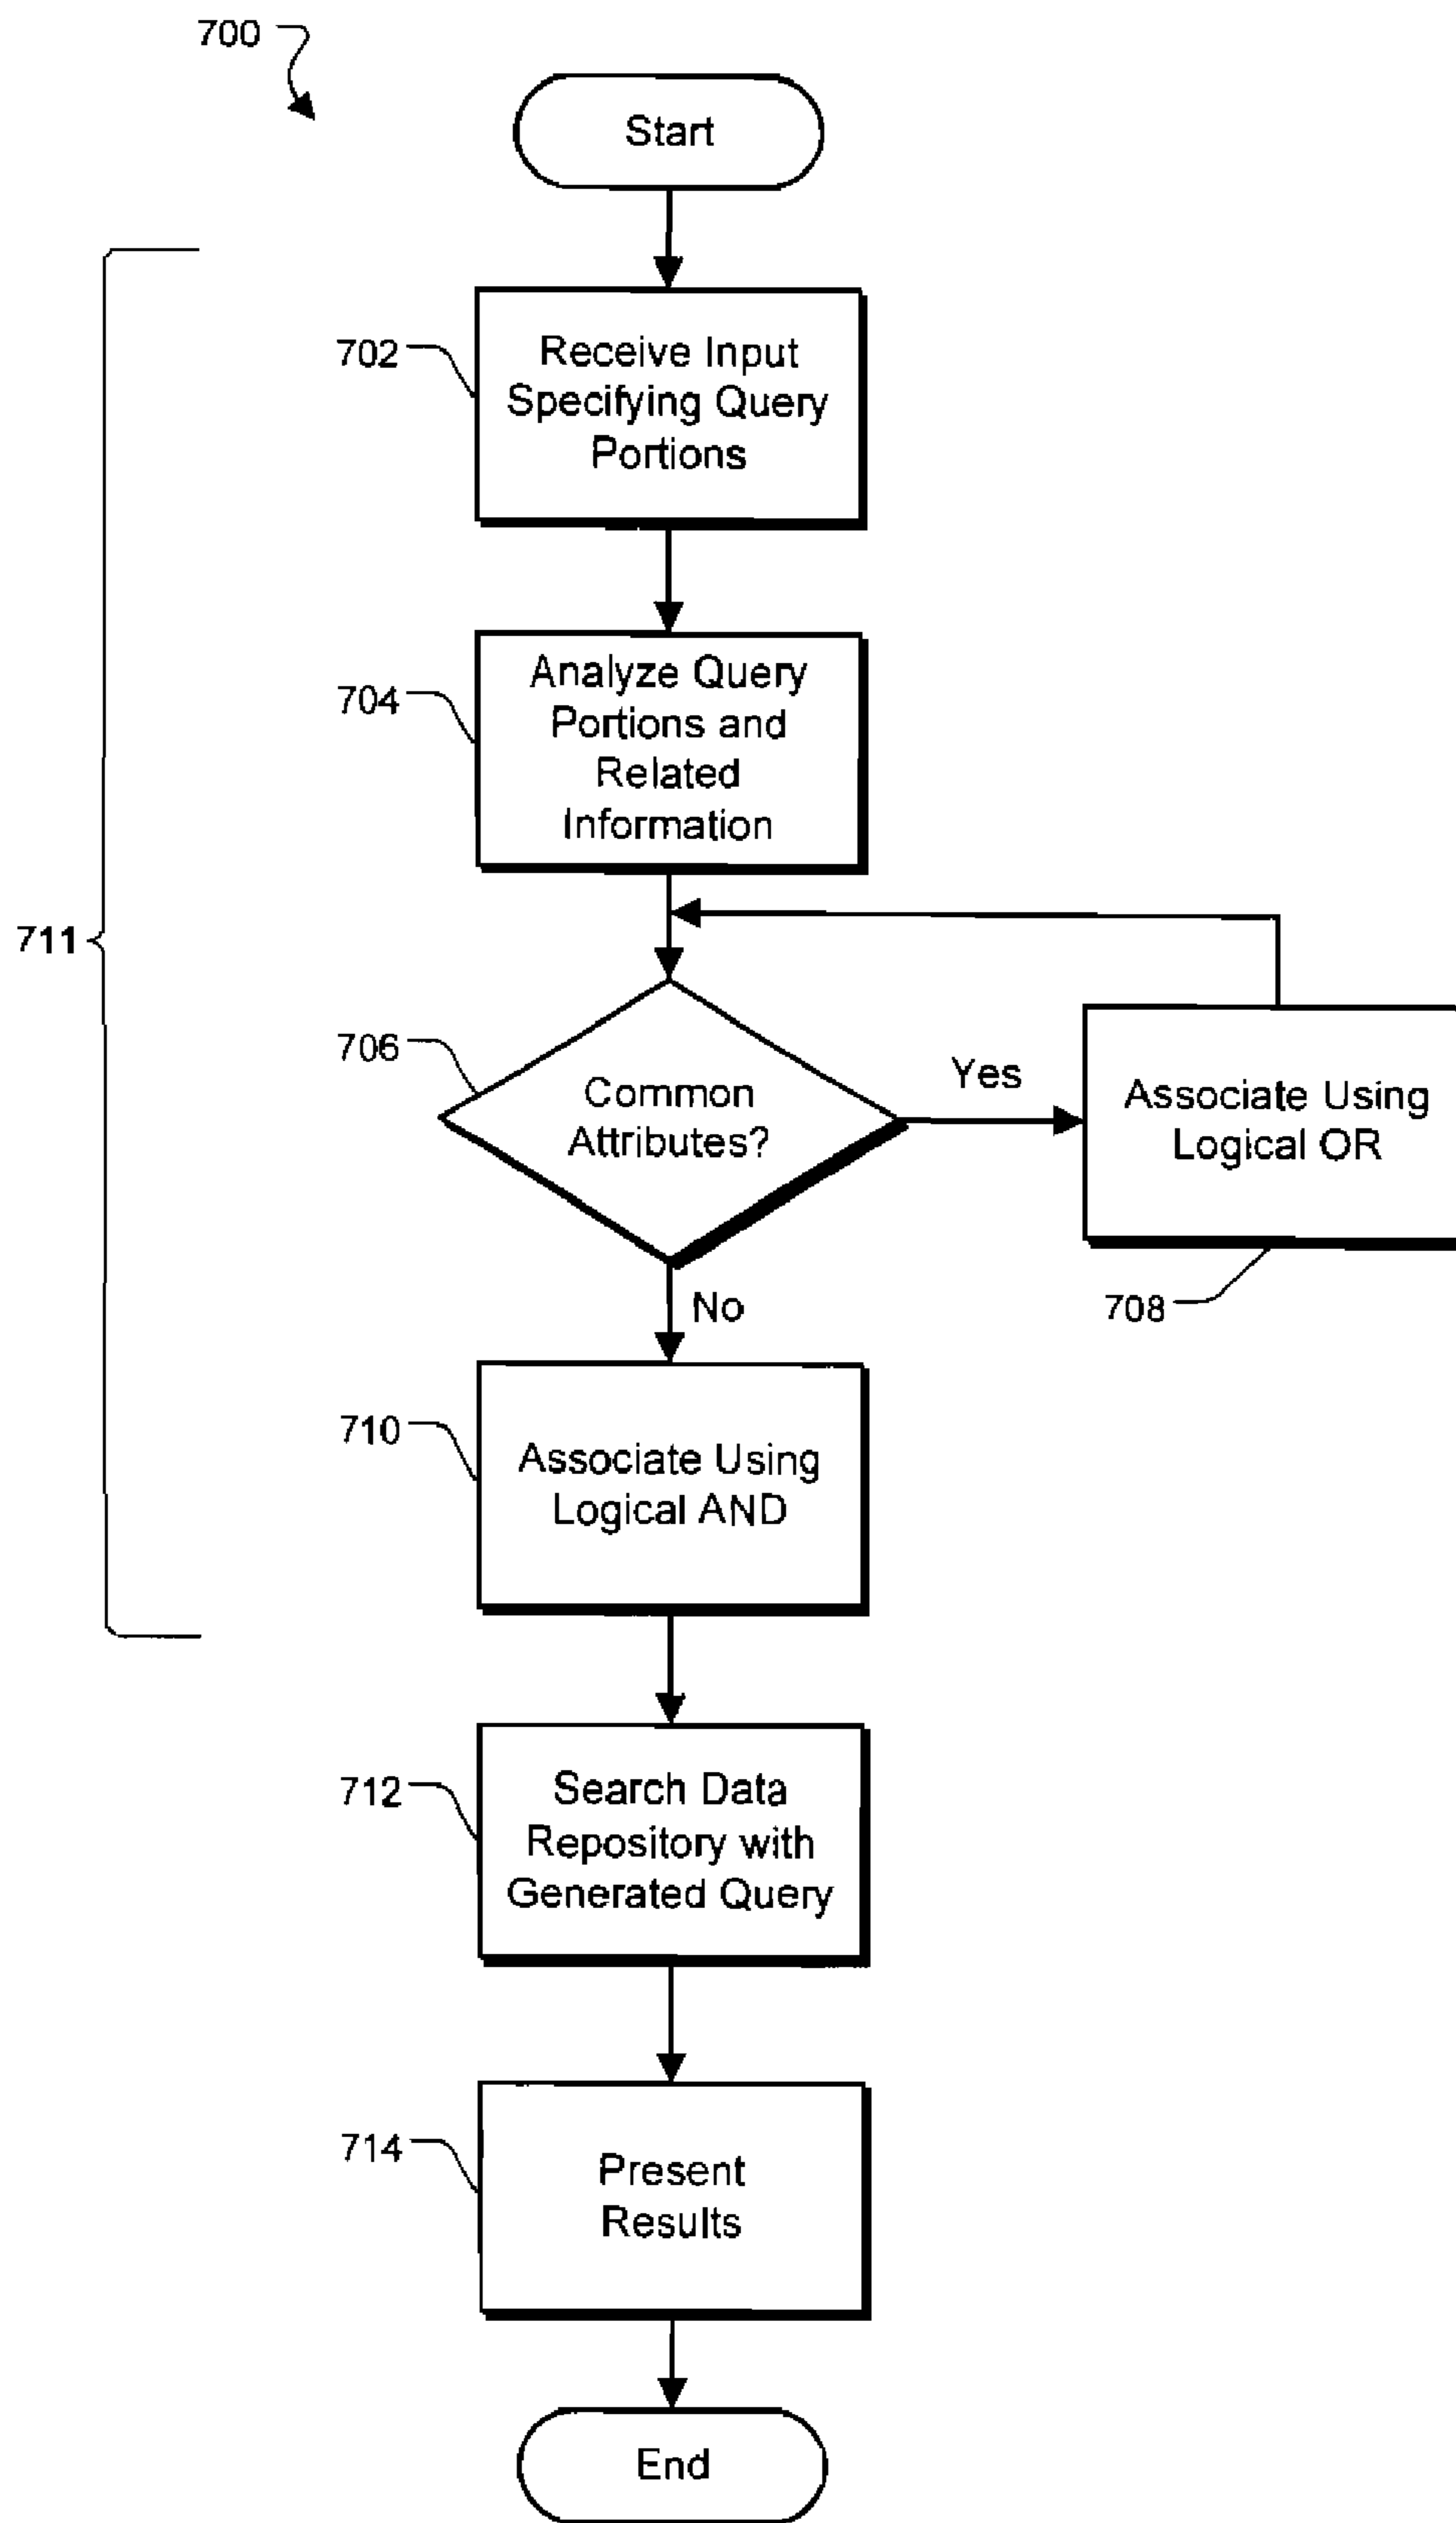 700
Start
702
Receive Input
Specifying Query
Portions
704
Analyze Query
Portions and
Related
Information
711
706
Common
Attributes?
Yes
Associate Using
Logical OR
708
No
710
Associate Using
Logical AND
712
Search Data
Repository with
Generated Query
714
Present
Results
End